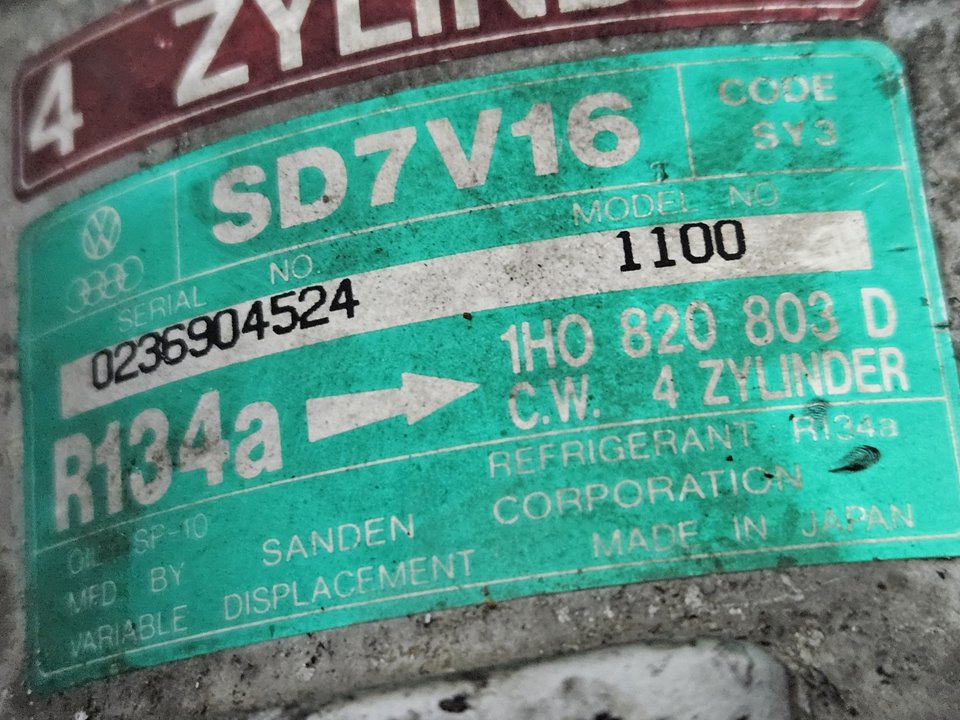 4 ZYLIND
SD7V16
CODE
SY3
SERIAL NO.
MODEL NO
0236904524
1100
R134a
1H0 820 803 D
C.W. 4 ZYLINDER
REFRIGERANT R134a
OIL SP-10
MFD BY SANDEN CORPORATION
VARIABLE DISPLACEMENT MADE IN JAPAN